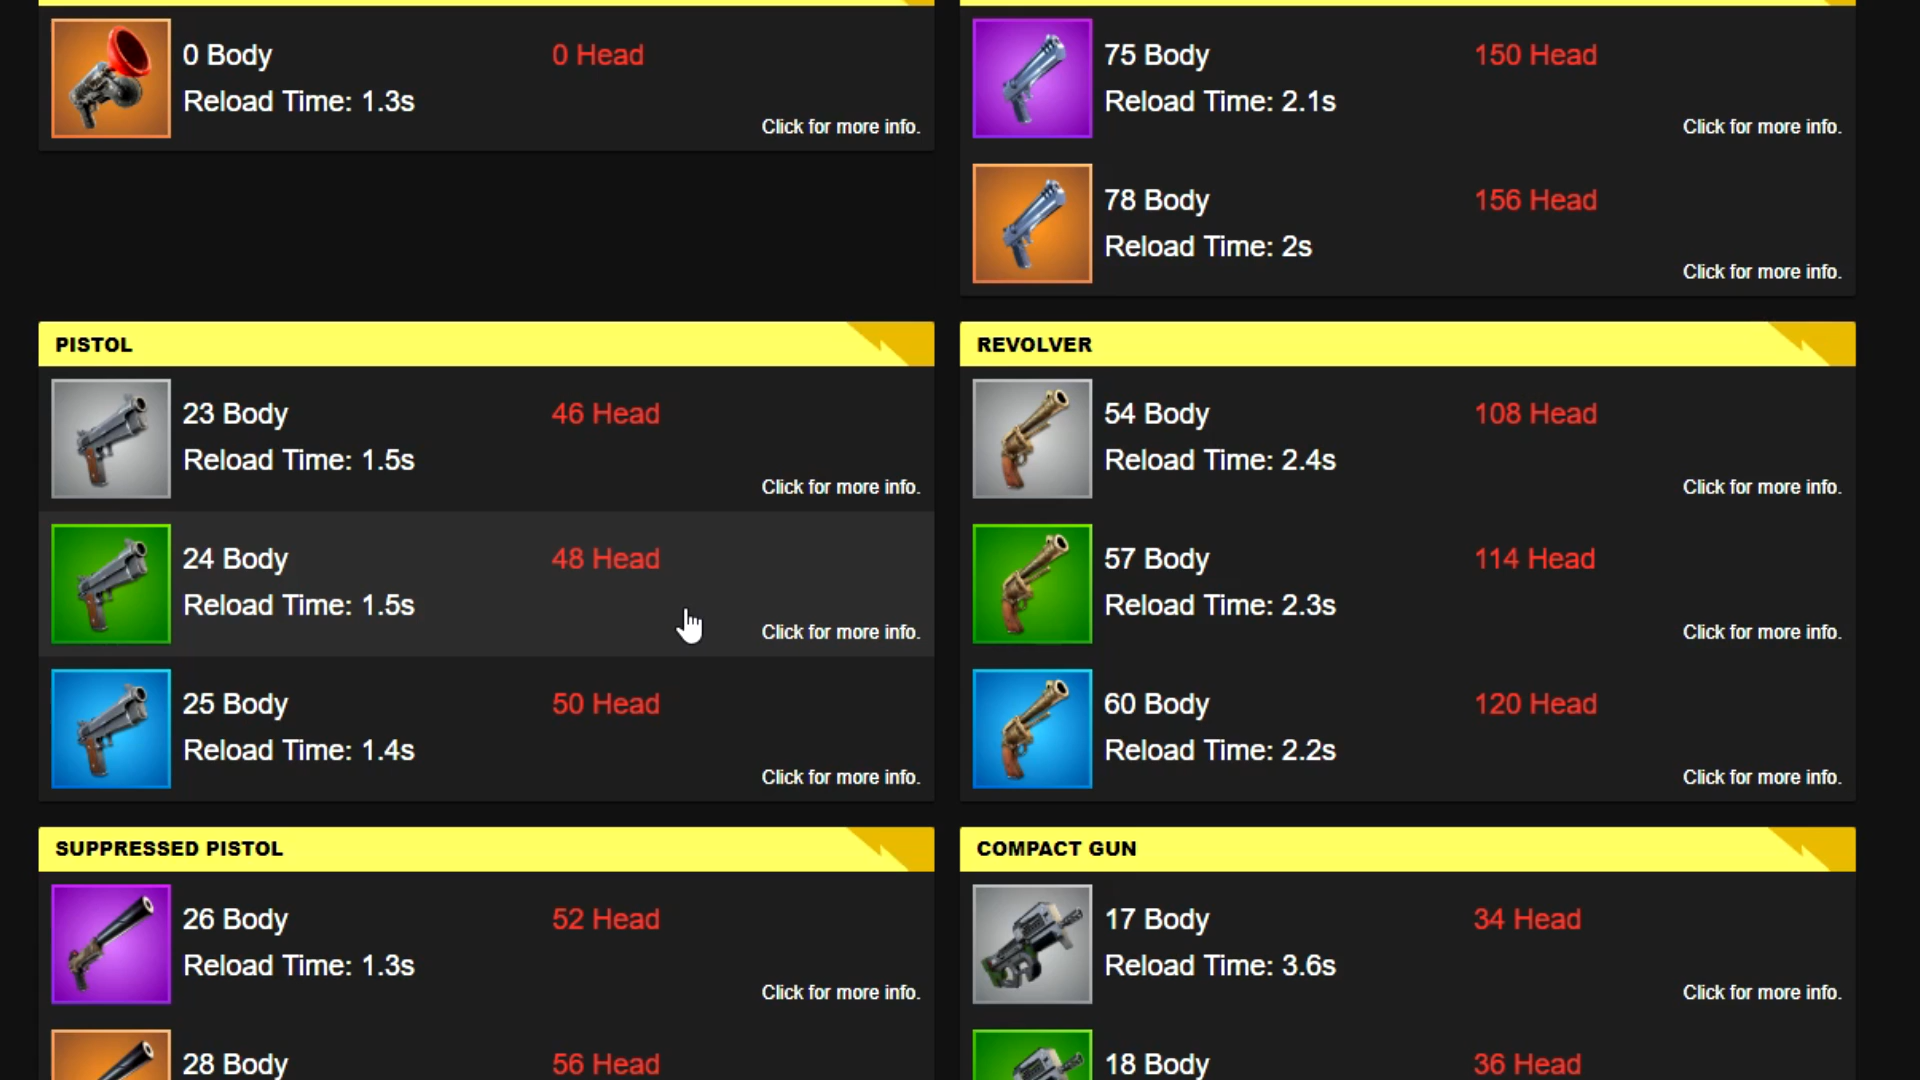 0 Body
0 Head
Reload Time: 1.3s
Click for more info.
75 Body
150 Head
Reload Time: 2.1s
Click for more info.
78 Body
156 Head
Reload Time: 2s
Click for more info.
PISTOL
23 Body
46 Head
Reload Time: 1.5s
Click for more info.
24 Body
48 Head
Reload Time: 1.5s
Click for more info.
25 Body
50 Head
Reload Time: 1.4s
Click for more info.
REVOLVER
54 Body
108 Head
Reload Time: 2.4s
Click for more info.
57 Body
114 Head
Reload Time: 2.3s
Click for more info.
60 Body
120 Head
Reload Time: 2.2s
Click for more info.
SUPPRESSED PISTOL
26 Body
52 Head
Reload Time: 1.3s
Click for more info.
28 Body
56 Head
COMPACT GUN
17 Body
34 Head
Reload Time: 3.6s
Click for more info.
18 Body
36 Head